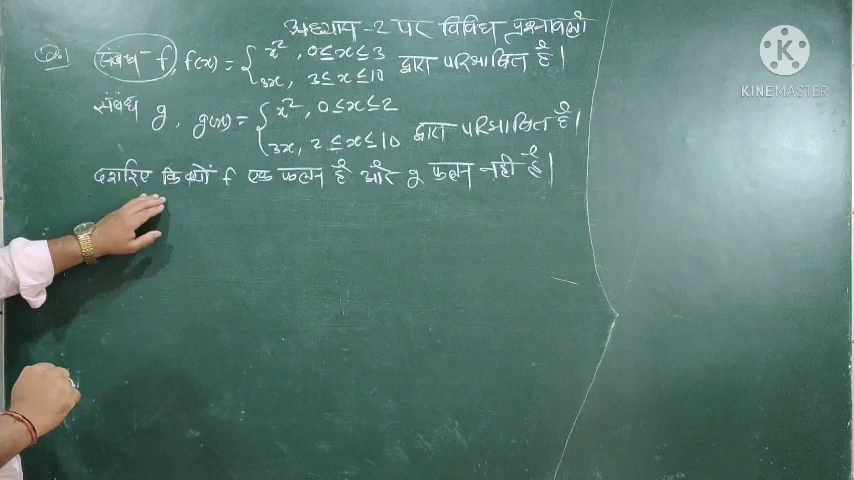 अध्याय-2 पर विविध प्रश्नावली
Q1. संबंध f, f(x) = { x², 0≤x≤3
3x, 3≤x≤10 द्वारा परिभाषित है।
संबंध g, g(x) = { x², 0≤x≤2
3x, 2≤x≤10 द्वारा परिभाषित है।
दर्शाइए कि क्यों f एक फलन है और g फलन नही है।
K
KINEMASTER